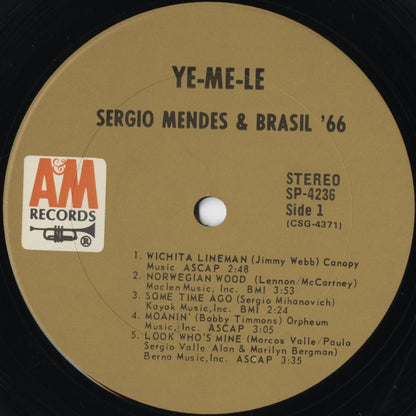 YE-ME-LE
SERGIO MENDES & BRASIL '66
A&M
RECORDS
®
STEREO
SP-4236
Side 1
(CSG-4371)
1. WICHITA LINEMAN (Jimmy Webb) Canopy
Music ASCAP 2:48
2. NORWEGIAN WOOD (Lennon/McCartney)
Maclen Music, Inc. BMI 3:53
3. SOME TIME AGO (Sergio Mihanovich)
Kayak Music, Inc. BMI 2:24
4. MOANIN' (Bobby Timmons) Orpheum
Music, Inc. ASCAP 3:05
5. LOOK WHO'S MINE (Marcos Valle/Paulo
Sergio Valle Alan & Marilyn Bergman)
Berna Music, Inc. ASCAP 3:35